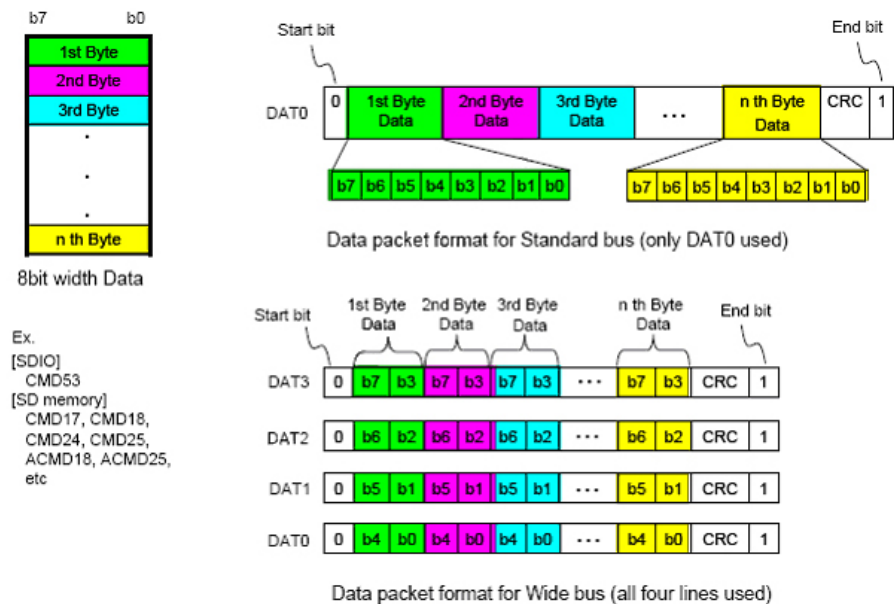 b7 b0
1st Byte
2nd Byte
3rd Byte
.
.
.
n th Byte
8bit width Data
Ex.
[SDIO]
CMD53
[SD memory]
CMD17, CMD18,
CMD24, CMD25,
ACMD18, ACMD25,
etc
Start bit End bit
DAT0 0 1st Byte Data 2nd Byte Data 3rd Byte Data ... n th Byte Data CRC 1
b7 b6 b5 b4 b3 b2 b1 b0 b7 b6 b5 b4 b3 b2 b1 b0
Data packet format for Standard bus (only DAT0 used)
Start bit 1st Byte Data 2nd Byte Data 3rd Byte Data n th Byte Data End bit
DAT3 0 b7 b3 b7 b3 b7 b3 ... b7 b3 CRC 1
DAT2 0 b6 b2 b6 b2 b6 b2 ... b6 b2 CRC 1
DAT1 0 b5 b1 b5 b1 b5 b1 ... b5 b1 CRC 1
DAT0 0 b4 b0 b4 b0 b4 b0 ... b4 b0 CRC 1
Data packet format for Wide bus (all four lines used)